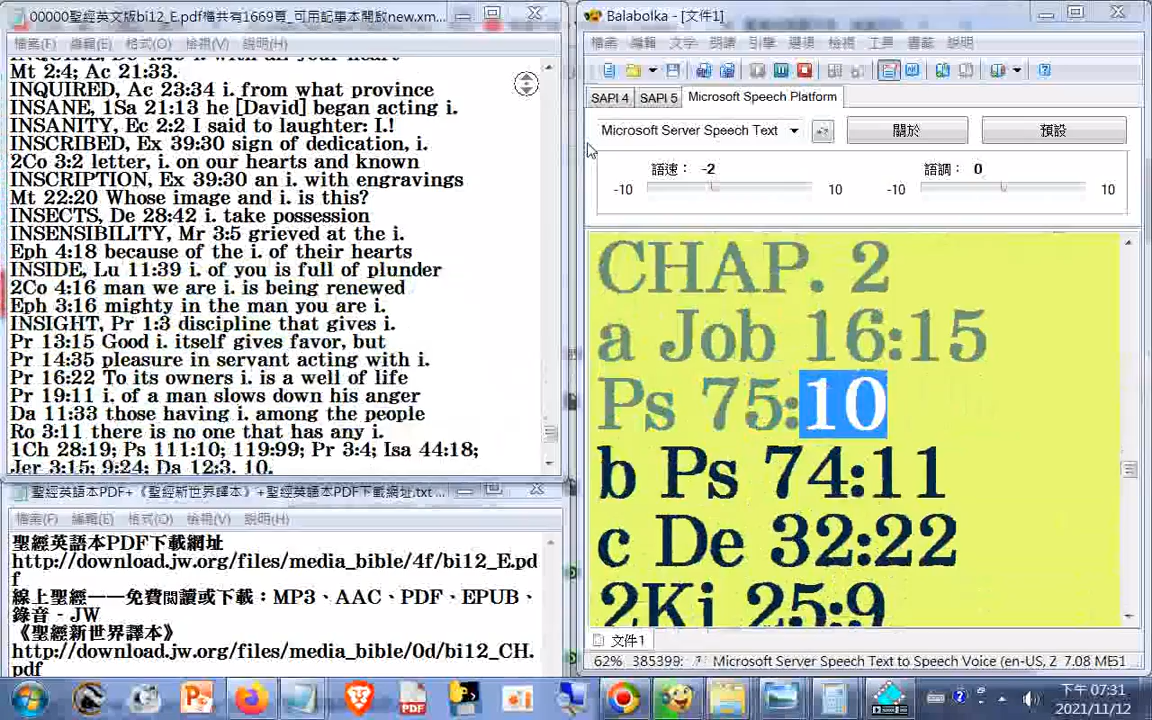 00000聖經英文版bi12_E.pdf檔共有1669頁_可用記事本開啟new.xm...
檔案(F) 編輯(E) 格式(O) 檢視(V) 說明(H)
INQUIRE, De
Mt 2:4; Ac 21:33.
INQUIRED, Ac 23:34 i. from what province
INSANE, 1Sa 21:13 he [David] began acting i.
INSANITY, Ec 2:2 I said to laughter: I.!
INSCRIBED, Ex 39:30 sign of dedication, i.
2Co 3:2 letter, i. on our hearts and known
INSCRIPTION, Ex 39:30 an i. with engravings
Mt 22:20 Whose image and i. is this?
INSECTS, De 28:42 i. take possession
INSENSIBILITY, Mr 3:5 grieved at the i.
Eph 4:18 because of the i. of their hearts
INSIDE, Lu 11:39 i. of you is full of plunder
2Co 4:16 man we are i. is being renewed
Eph 3:16 mighty in the man you are i.
INSIGHT, Pr 1:3 discipline that gives i.
Pr 13:15 Good i. itself gives favor, but
Pr 14:35 pleasure in servant acting with i.
Pr 16:22 To its owners i. is a well of life
Pr 19:11 i. of a man slows down his anger
Da 11:33 those having i. among the people
Ro 3:11 there is no one that has any i.
1Ch 28:19; Ps 111:10; 119:99; Pr 3:4; Isa 44:18;
Jer 3:15; 9:24; Da 12:3, 10.
聖經英語本PDF+《聖經新世界譯本》+聖經英語本PDF下載網址.txt ...
檔案(F) 編輯(E) 格式(O) 檢視(V) 說明(H)
聖經英語本PDF下載網址
http://download.jw.org/files/media_bible/4f/bi12_E.pd
f
線上聖經——免費閱讀或下載：MP3、AAC、PDF、EPUB、
錄音 - JW
《聖經新世界譯本》
http://download.jw.org/files/media_bible/0d/bi12_CH.
pdf
Balabolka - [文件1]
檔案 編輯 文字 朗讀 引擎 選項 檢視 工具 書籤 說明
SAPI 4 SAPI 5 Microsoft Speech Platform
Microsoft Server Speech Text 關於 預設
語速： -2 語調： 0
-10 10 -10 10
CHAP. 2
a Job 16:15
Ps 75:10
b Ps 74:11
c De 32:22
2Ki 25:9
文件1
62% 385399: Microsoft Server Speech Text to Speech Voice (en-US, Z 7.08 ME51
下午 07:31
2021/11/12